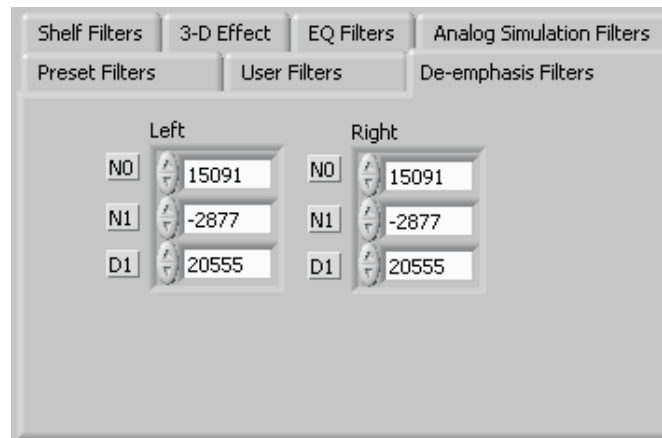 Shelf Filters 3-D Effect EQ Filters Analog Simulation Filters
Preset Filters User Filters De-emphasis Filters
Left Right
N0 15091 N0 15091
N1 -2877 N1 -2877
D1 20555 D1 20555